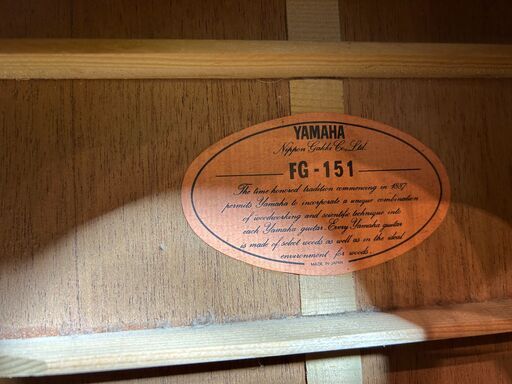 YAMAHA
Nippon Gakki Co., Ltd.
FG-151
The time honored tradition commencing in 1887
permits Yamaha to incorporate a unique combination
of woodworking and scientific technique into
each Yamaha guitar. Every Yamaha guitar
is made of select woods as well as in the ideal
environment for woods.
MADE IN JAPAN